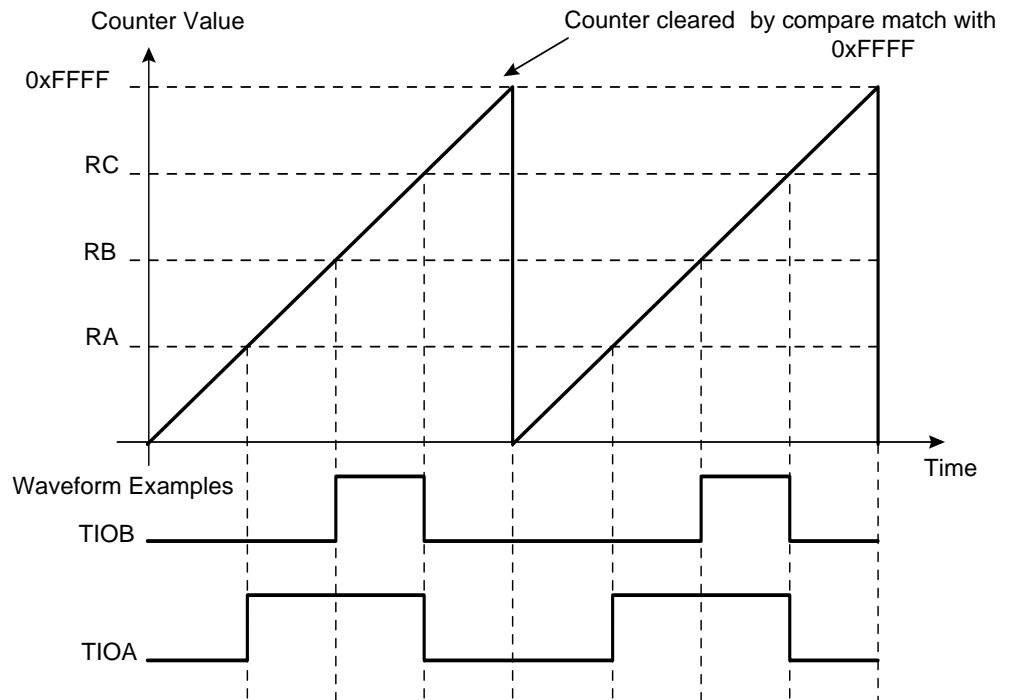 Counter Value
Counter cleared by compare match with
0xFFFF
0xFFFF
RC
RB
RA
Time
Waveform Examples
TIOB
TIOA